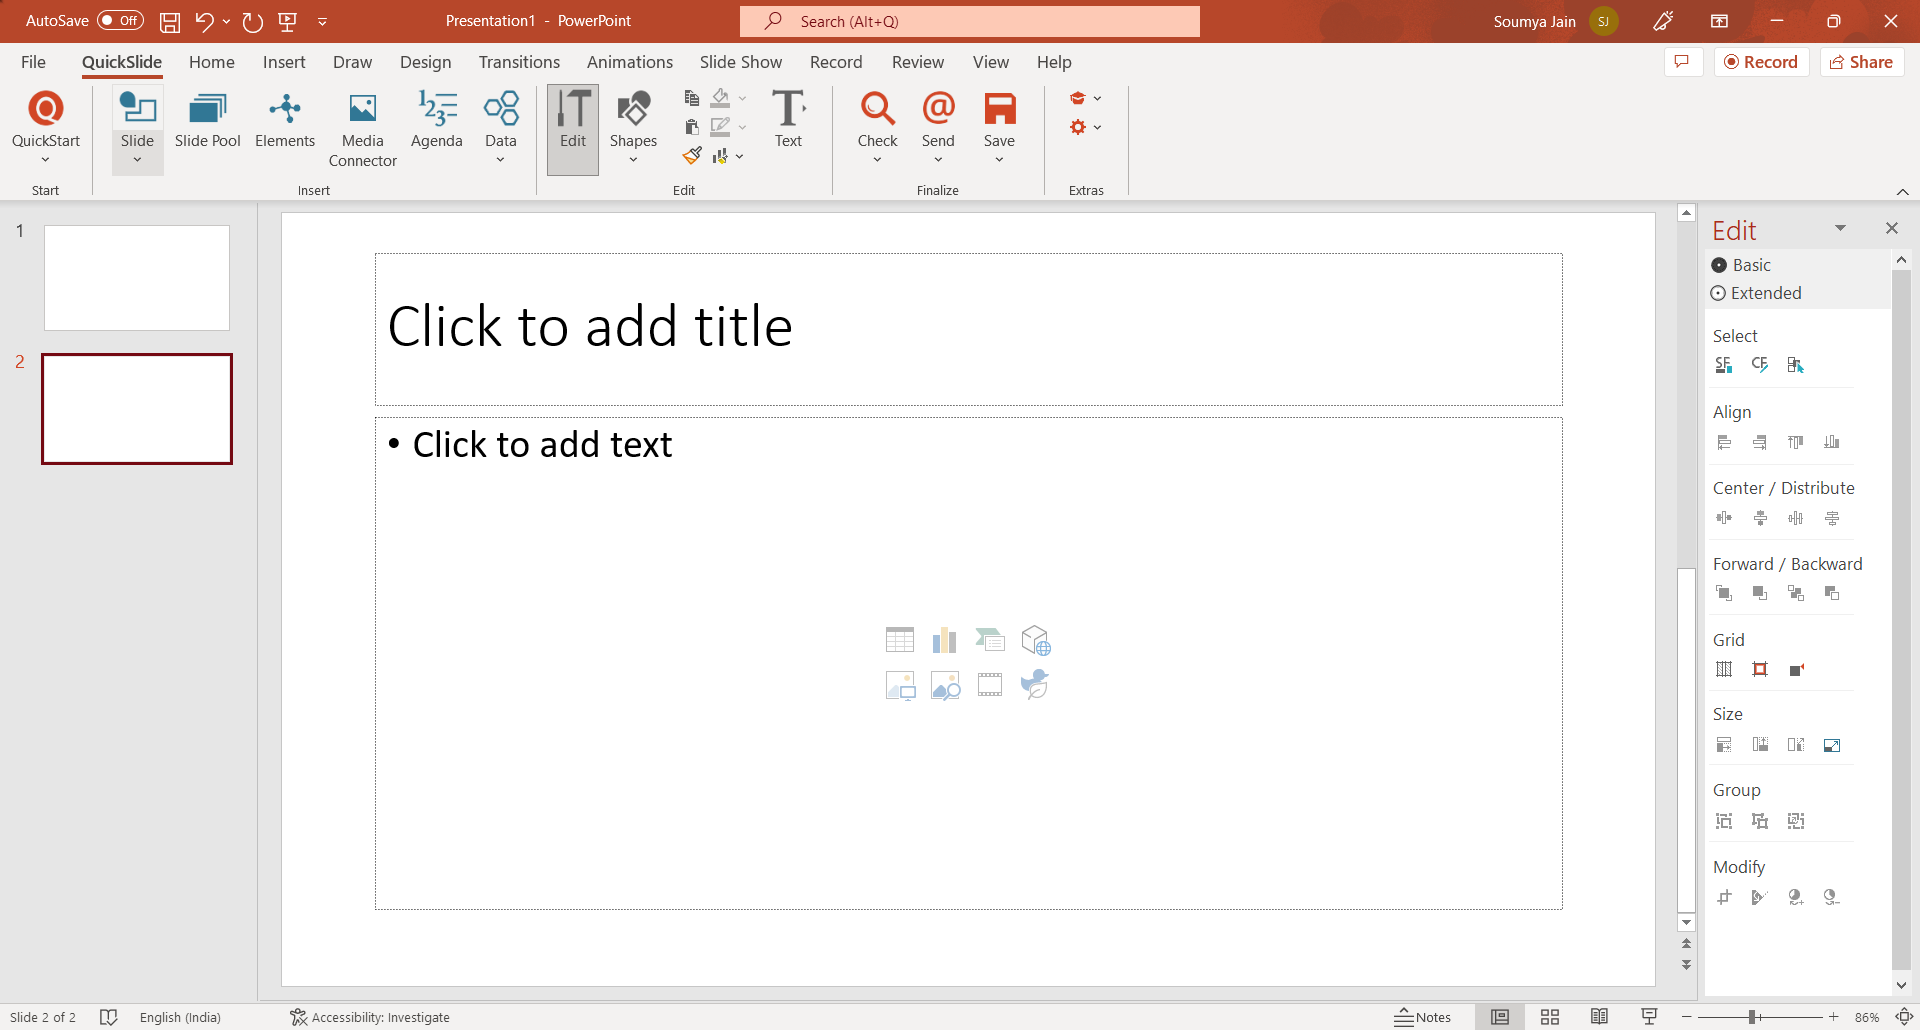 AutoSave Off
Presentation1 - PowerPoint
Search (Alt+Q)
Soumya Jain SJ
File QuickSlide Home Insert Draw Design Transitions Animations Slide Show Record Review View Help
Record Share
QuickStart Slide Slide Pool Elements Media Connector Agenda Data Edit Shapes Text Check Send Save
Start Insert Edit Finalize Extras
1
2
Click to add title
• Click to add text
Edit
Basic
Extended
Select
SF CF
Align
Center / Distribute
Forward / Backward
Grid
Size
Group
Modify
Slide 2 of 2 English (India) Accessibility: Investigate Notes 86%